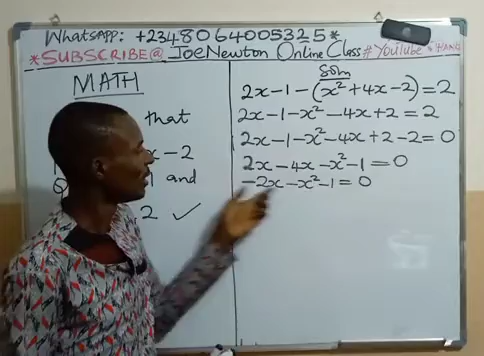 WhatsApp: +2348064005325*
*SUBSCRIBE@JoeNewton Online Class#Youtube
MATH
that
x-2
and
2 ✓
Soln
2x-1-(x²+4x-2)=2
2x-1-x²-4x+2=2
2x-1-x²-4x+2-2=0
2x-4x-x²-1=0
-2x-x²-1=0